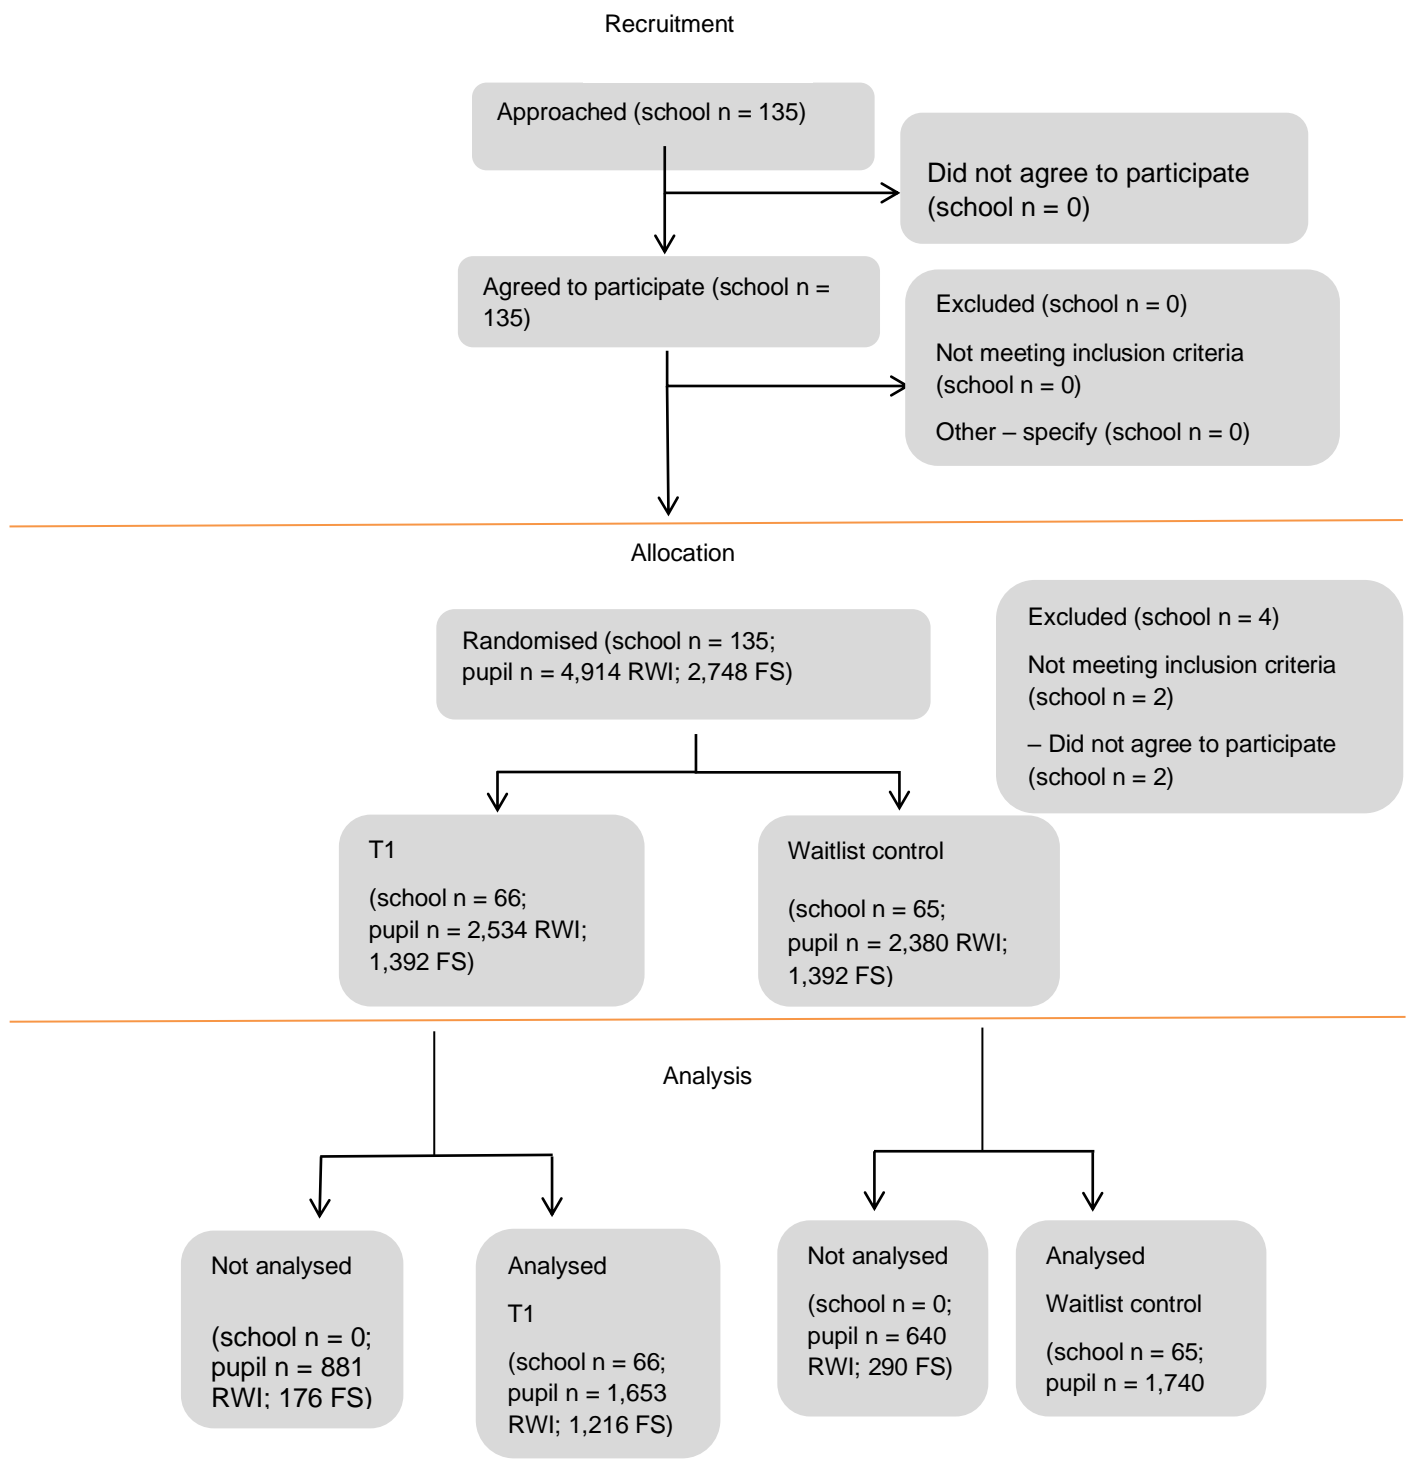 Recruitment
Approached (school n = 135)
Did not agree to participate
(school n = 0)
Agreed to participate (school n =
135)
Excluded (school n = 0)
Not meeting inclusion criteria
(school n = 0)
Other – specify (school n = 0)
Allocation
Randomised (school n = 135;
pupil n = 4,914 RWI; 2,748 FS)
Excluded (school n = 4)
Not meeting inclusion criteria
(school n = 2)
– Did not agree to participate
(school n = 2)
T1
(school n = 66;
pupil n = 2,534 RWI;
1,392 FS)
Waitlist control
(school n = 65;
pupil n = 2,380 RWI;
1,392 FS)
Analysis
Not analysed
(school n = 0;
pupil n = 881
RWI; 176 FS)
Analysed
T1
(school n = 66;
pupil n = 1,653
RWI; 1,216 FS)
Not analysed
(school n = 0;
pupil n = 640
RWI; 290 FS)
Analysed
Waitlist control
(school n = 65;
pupil n = 1,740